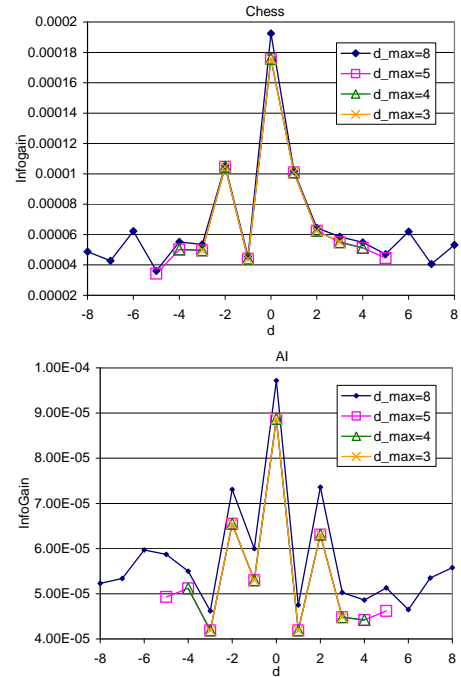 Chess
0.0002
0.00018
0.00016
0.00014
0.00012
0.0001
0.00008
0.00006
0.00004
0.00002
Infogain
d_max=8
d_max=5
d_max=4
d_max=3
-8 -6 -4 -2 0 2 4 6 8
d
AI
1.00E-04
9.00E-05
8.00E-05
7.00E-05
6.00E-05
5.00E-05
4.00E-05
InfoGain
d_max=8
d_max=5
d_max=4
d_max=3
-8 -6 -4 -2 0 2 4 6 8
d